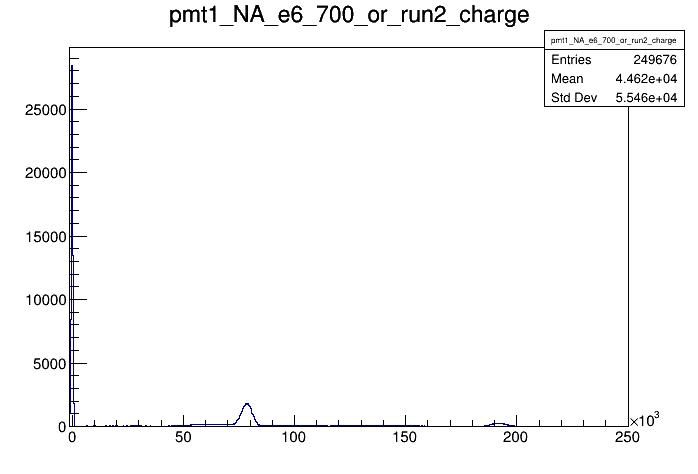 pmt1_NA_e6_700_or_run2_charge
pmt1_NA_e6_700_or_run2_charge
Entries 249676
Mean 4.462e+04
Std Dev 5.546e+04
25000
20000
15000
10000
5000
0
0 50 100 150 200 250
×10³